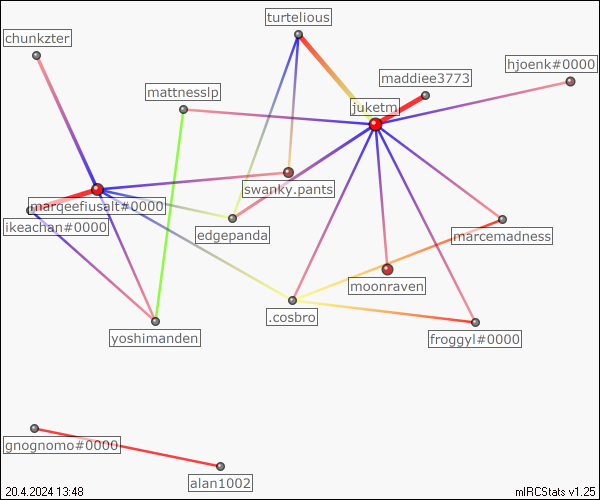 turtelious
chunkzter
hjoenk#0000
maddiee3773
mattnesslp
juketm
swanky.pants
marqeefiusalt#0000
ikeachan#0000
edgepanda
marcemadness
moonraven
.cosbro
yoshimanden
froggyl#0000
gnognomo#0000
alan1002
20.4.2024 13:48
mIRCStats v1.25